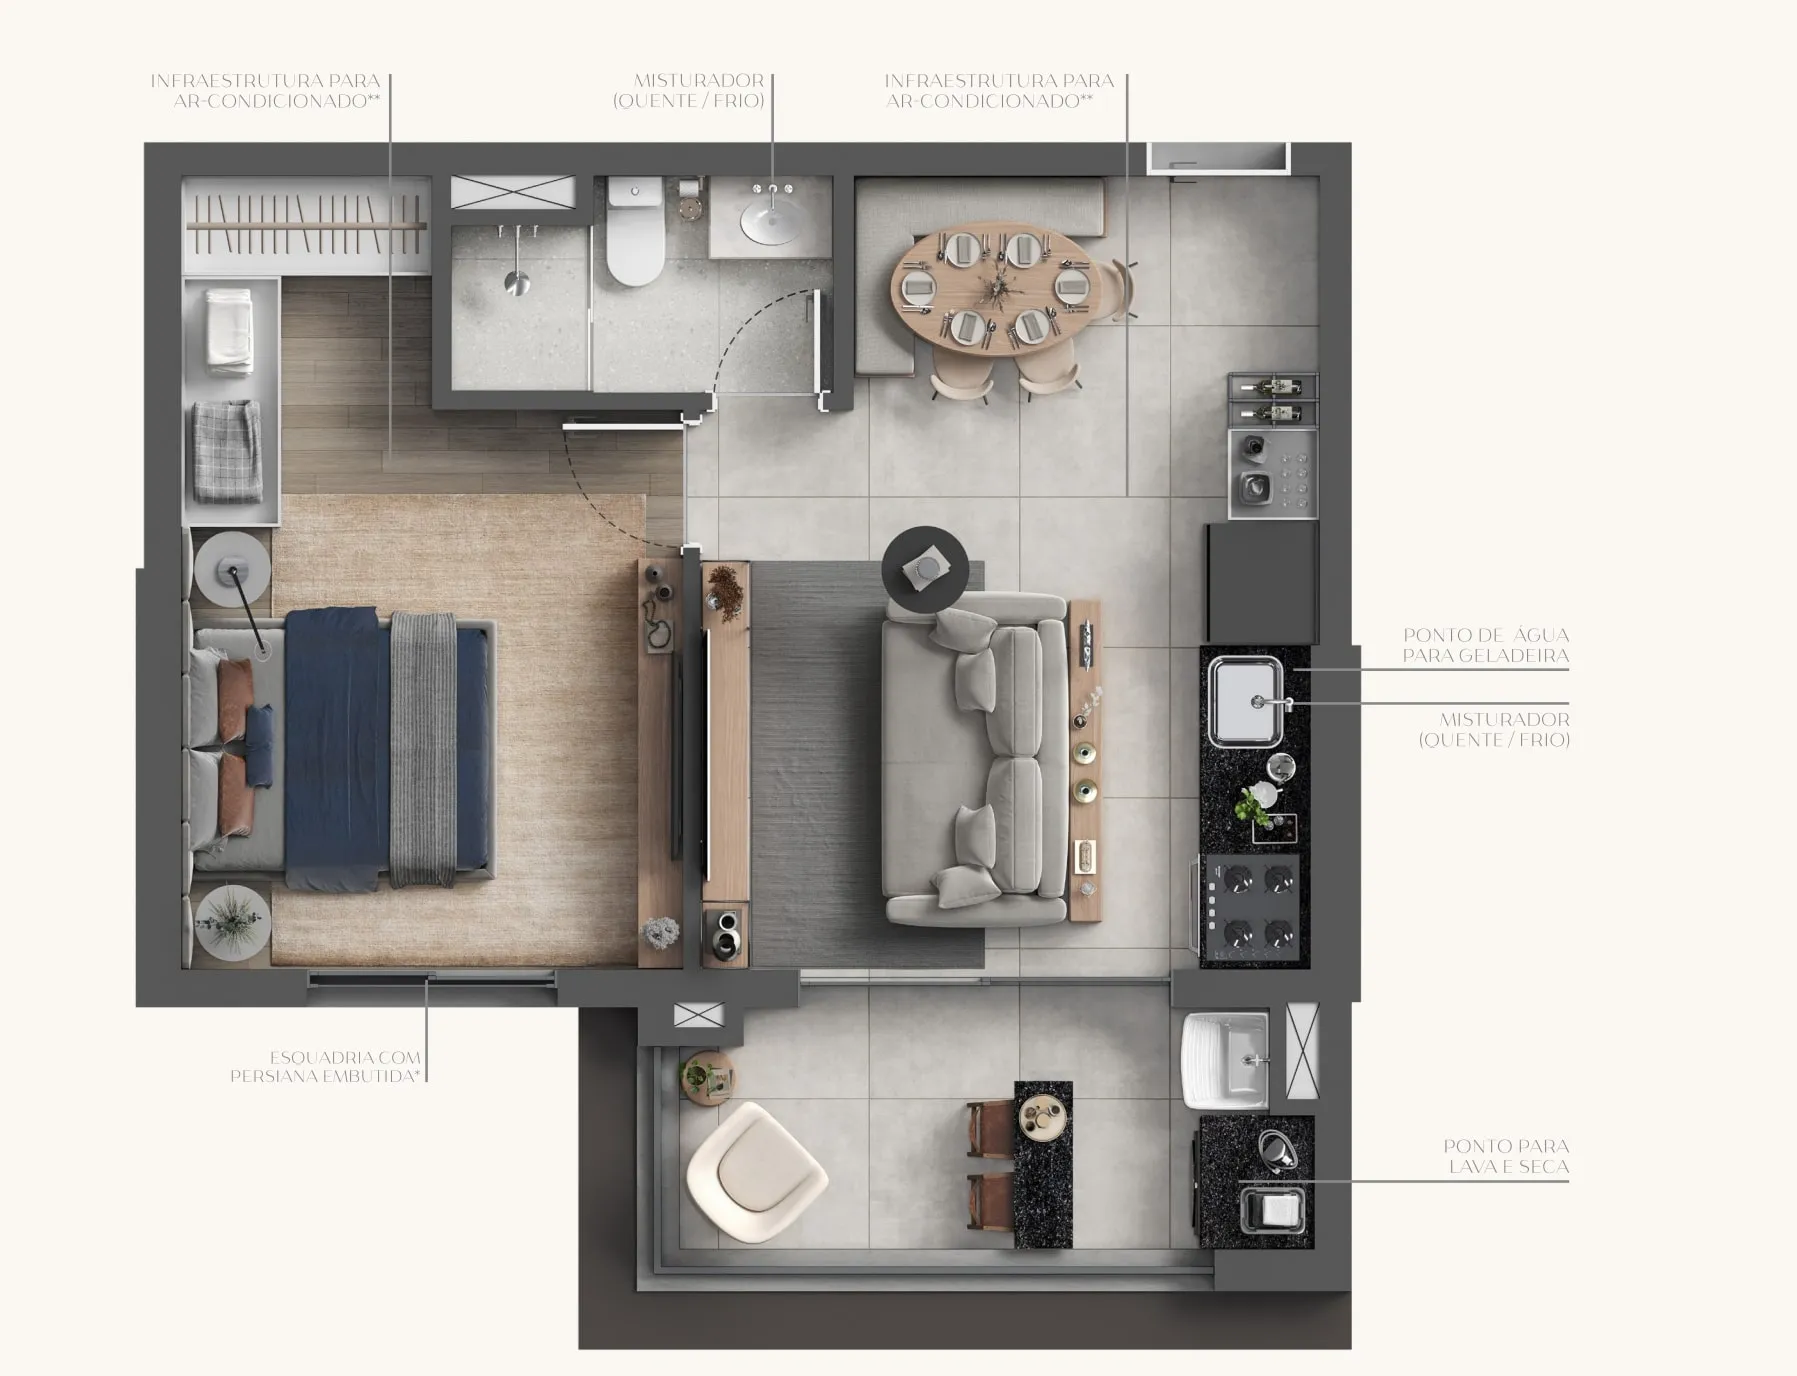 INFRAESTRUTURA PARA
AR-CONDICIONADO**
MISTURADOR
(QUENTE / FRIO)
INFRAESTRUTURA PARA
AR-CONDICIONADO**
PONTO DE ÁGUA
PARA GELADEIRA
MISTURADOR
(QUENTE / FRIO)
ESQUADRIA COM
PERSIANA EMBUTIDA*
PONTO PARA
LAVA E SECA